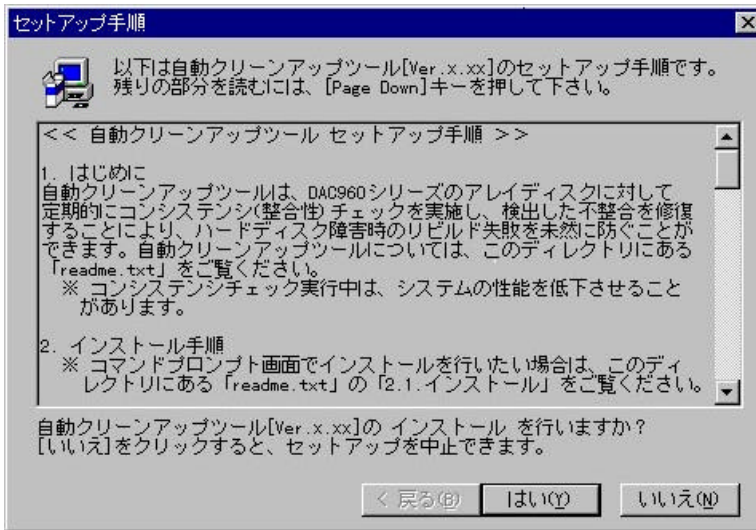 セットアップ手順
以下は自動クリーンアップツール[Ver.x.xx]のセットアップ手順です。
残りの部分を読むには、[Page Down]キーを押して下さい。
<< 自動クリーンアップツール セットアップ手順 >>
1. はじめに
自動クリーンアップツールは、DAC960シリーズのアレイディスクに対して
定期的にコンシステンシ(整合性)チェックを実施し、検出した不整合を修復
することにより、ハードディスク障害時のリビルド失敗を未然に防ぐことが
できます。自動クリーンアップツールについては、このディレクトリにある
「readme.txt」をご覧ください。
※ コンシステンシチェック実行中は、システムの性能を低下させること
があります。
2. インストール手順
※ コマンドプロンプト画面でインストールを行いたい場合は、このディ
レクトリにある「readme.txt」の「2.1.インストール」をご覧ください。
自動クリーンアップツール[Ver.x.xx]の インストール を行いますか?
[いいえ]をクリックすると、セットアップを中止できます。
< 戻る(B) はい(Y) いいえ(N)